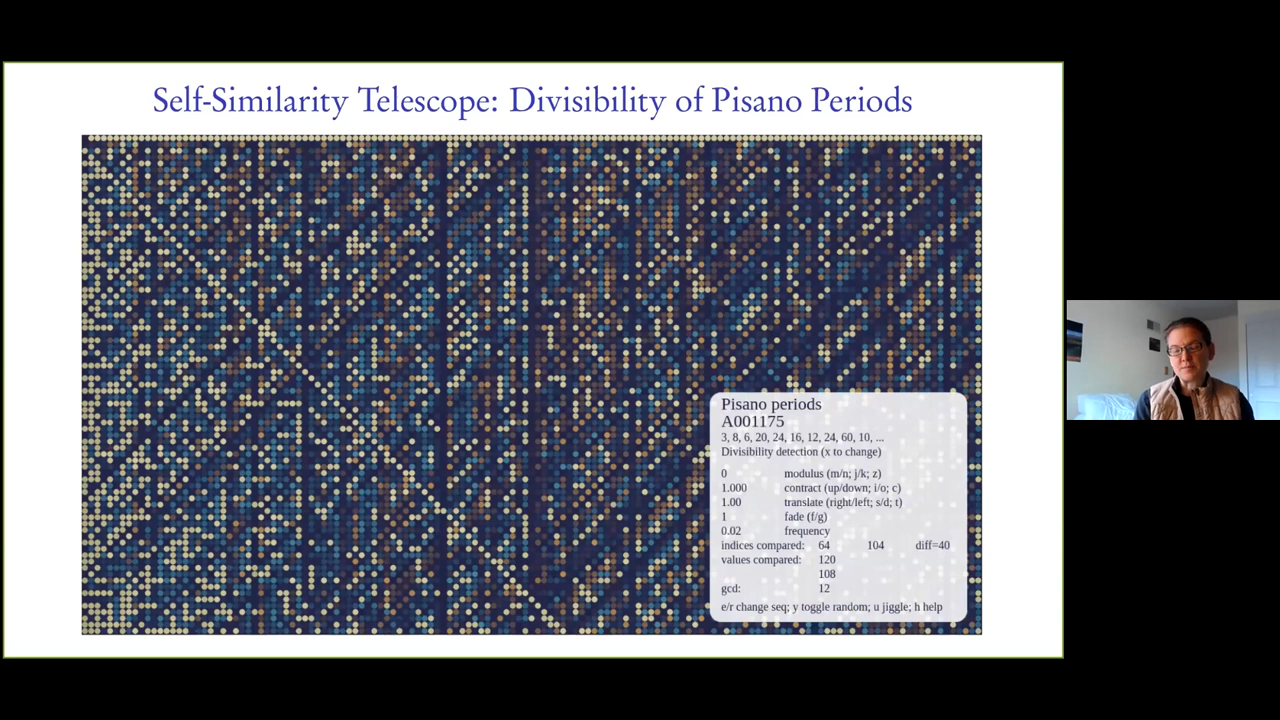 Self-Similarity Telescope: Divisibility of Pisano Periods
Pisano periods
A001175
3, 8, 6, 20, 24, 16, 12, 24, 60, 10, ...
Divisibility detection (x to change)
0 modulus (m/n; j/k; z)
1.000 contract (up/down; i/o; c)
1.00 translate (right/left; s/d; t)
1 fade (f/g)
0.02 frequency
indices compared: 64 104 diff=40
values compared: 120
108
gcd: 12
e/r change seq; y toggle random; u jiggle; h help